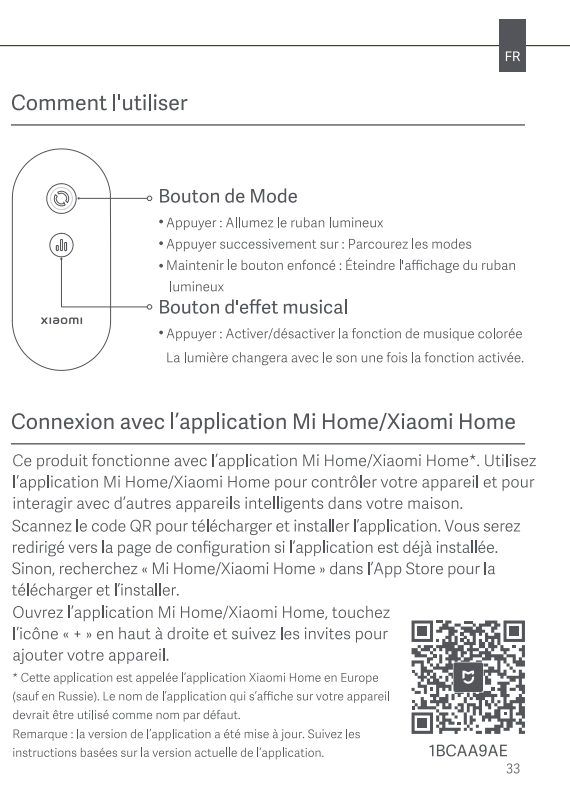 FR
Comment l'utiliser
Bouton de Mode
• Appuyer : Allumez le ruban lumineux
• Appuyer successivement sur : Parcourez les modes
• Maintenir le bouton enfoncé : Éteindre l'affichage du ruban
lumineux
Bouton d'effet musical
• Appuyer : Activer/désactiver la fonction de musique colorée
La lumière changera avec le son une fois la fonction activée.
xiaomi
Connexion avec l’application Mi Home/Xiaomi Home
Ce produit fonctionne avec l’application Mi Home/Xiaomi Home*. Utilisez
l’application Mi Home/Xiaomi Home pour contrôler votre appareil et pour
interagir avec d’autres appareils intelligents dans votre maison.
Scannez le code QR pour télécharger et installer l’application. Vous serez
redirigé vers la page de configuration si l’application est déjà installée.
Sinon, recherchez « Mi Home/Xiaomi Home » dans l’App Store pour la
télécharger et l’installer.
Ouvrez l’application Mi Home/Xiaomi Home, touchez
l’icône « + » en haut à droite et suivez les invites pour
ajouter votre appareil.
* Cette application est appelée l’application Xiaomi Home en Europe
(sauf en Russie). Le nom de l’application qui s’affiche sur votre appareil
devrait être utilisé comme nom par défaut.
Remarque : la version de l’application a été mise à jour. Suivez les
instructions basées sur la version actuelle de l’application.
1BCAA9AE
33